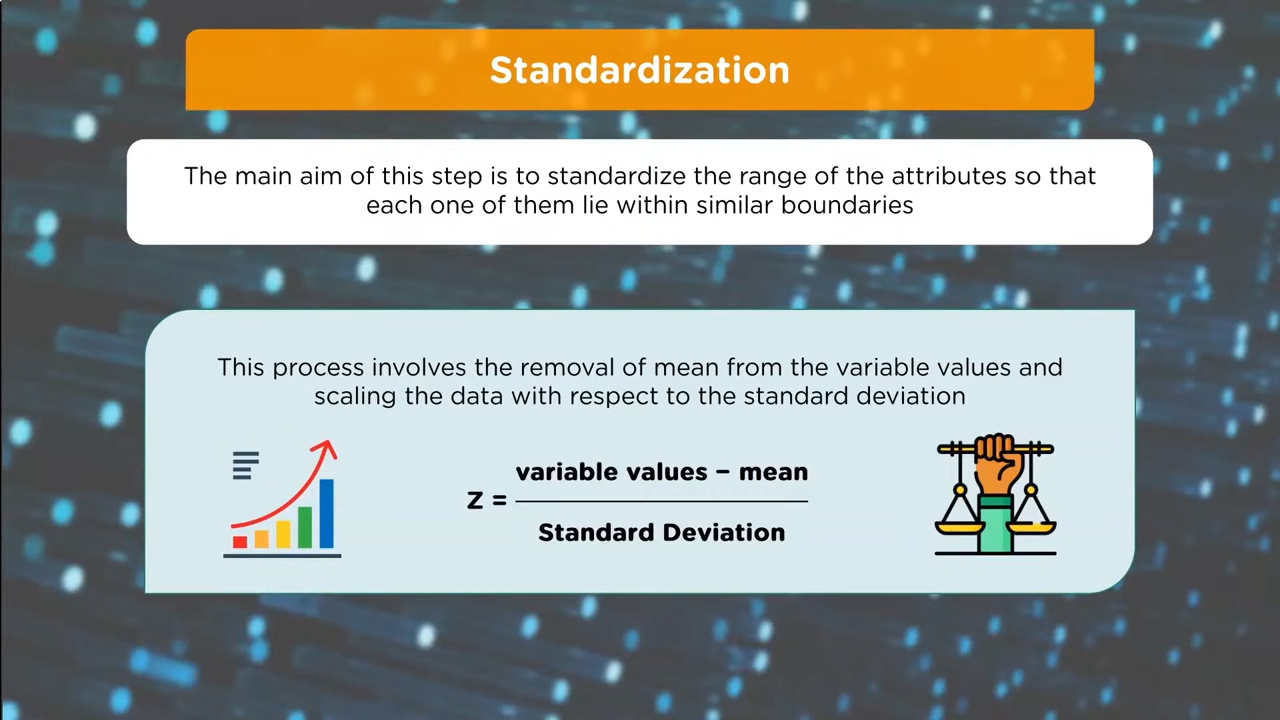 Standardization
The main aim of this step is to standardize the range of the attributes so that
each one of them lie within similar boundaries
This process involves the removal of mean from the variable values and
scaling the data with respect to the standard deviation
variable values – mean
Z =
Standard Deviation